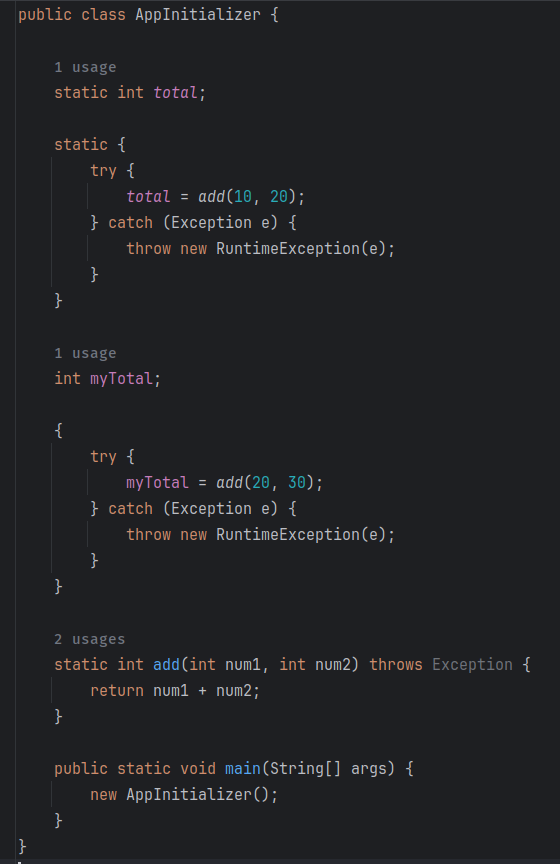 public class AppInitializer {
1 usage
static int total;
static {
try {
total = add(10, 20);
} catch (Exception e) {
throw new RuntimeException(e);
}
}
1 usage
int myTotal;
{
try {
myTotal = add(20, 30);
} catch (Exception e) {
throw new RuntimeException(e);
}
}
2 usages
static int add(int num1, int num2) throws Exception {
return num1 + num2;
}
public static void main(String[] args) {
new AppInitializer();
}
}